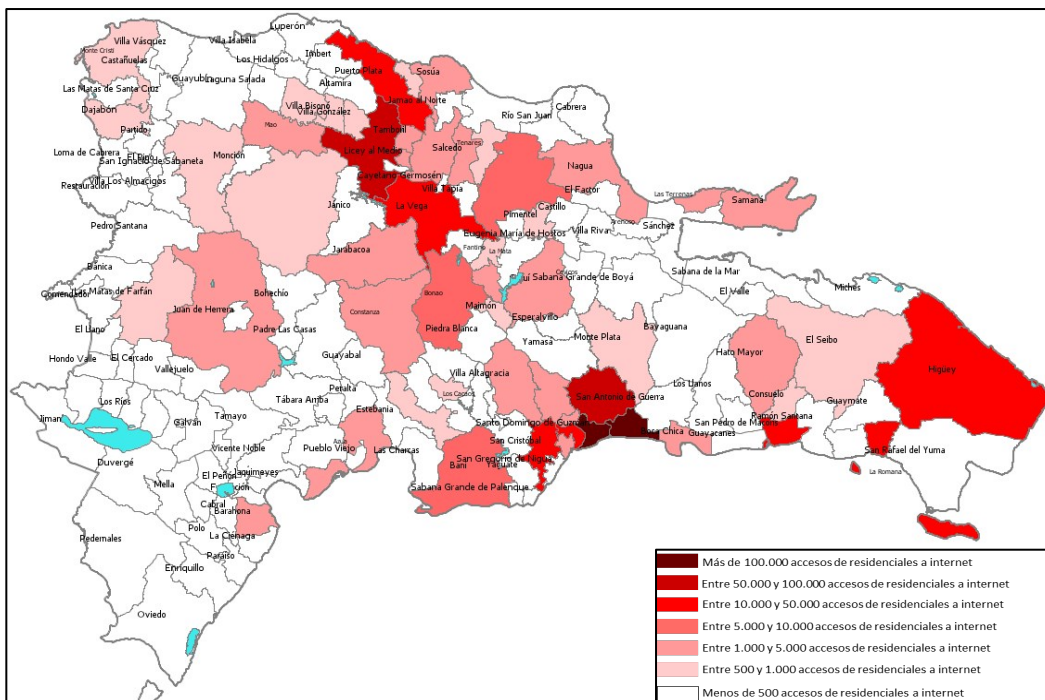 Luperón
Villa Isabela
Villa Vásquez
Monte Cristi
Castañuelas
Imbert
Los Hidalgos
Puerto Plata
Sosúa
Guayubín
Laguna Salada
Altamira
Las Matas de Santa Cruz
Jamao al Norte
Cabrera
Villa Bisonó
Villa González
Río San Juan
Dajabón
Mao
Partido
Tamboril
Tenares
Salcedo
Loma de Cabrera
El Pino
San Ignacio de Sabaneta
Monción
Licey al Medio
Nagua
Villa Los Almácigos
Cayetano Germosén
Restauración
Villa Tapia
El Factor
Las Terrenas
Samana
Jánico
La Vega
Castillo
Pimentel
Arenoso
Pedro Santana
Eugenia María de Hostos
Villa Riva
Sánchez
Jarabacoa
Fantino
La Mata
Bánica
Cevicos
Sabana Grande de Boyá
Sabana de la Mar
Comendador
Las Matas de Farfán
Bohechío
Bonao
El Valle
Miches
Juan de Herrera
Constanza
Maimón
Esperalvillo
El Llano
Padre Las Casas
Piedra Blanca
Bayaguana
Yamasa
Monte Plata
El Seibo
Hondo Valle
El Cercado
Guayabal
Hato Mayor
Vallejuelo
Villa Altagracia
Higuey
Los Llanos
Peralta
Los Ríos
Tábara Arriba
Los Cacaos
San Antonio de Guerra
Consuelo
Guaymate
Jimaní
Galván
Tamayo
Estebania
Santo Domingo de Guzmán
Boca Chica
San Pedro de Macorís
Ramón Santana
Guayacanes
Azua
Vicente Noble
Pueblo Viejo
Las Charcas
San Cristóbal
San Rafael del Yuma
Duvergé
San Gregorio de Nigua
Baní
Yaguate
La Romana
Mella
El Peñón
Jaquimeyes
Fundación
Sabana Grande de Palenque
Cabral
Barahona
Polo
La Ciénaga
Pedernales
Paraíso
Enriquillo
Oviedo
Más de 100.000 accesos de residenciales a internet
Entre 50.000 y 100.000 accesos de residenciales a internet
Entre 10.000 y 50.000 accesos de residenciales a internet
Entre 5.000 y 10.000 accesos de residenciales a internet
Entre 1.000 y 5.000 accesos de residenciales a internet
Entre 500 y 1.000 accesos de residenciales a internet
Menos de 500 accesos de residenciales a internet